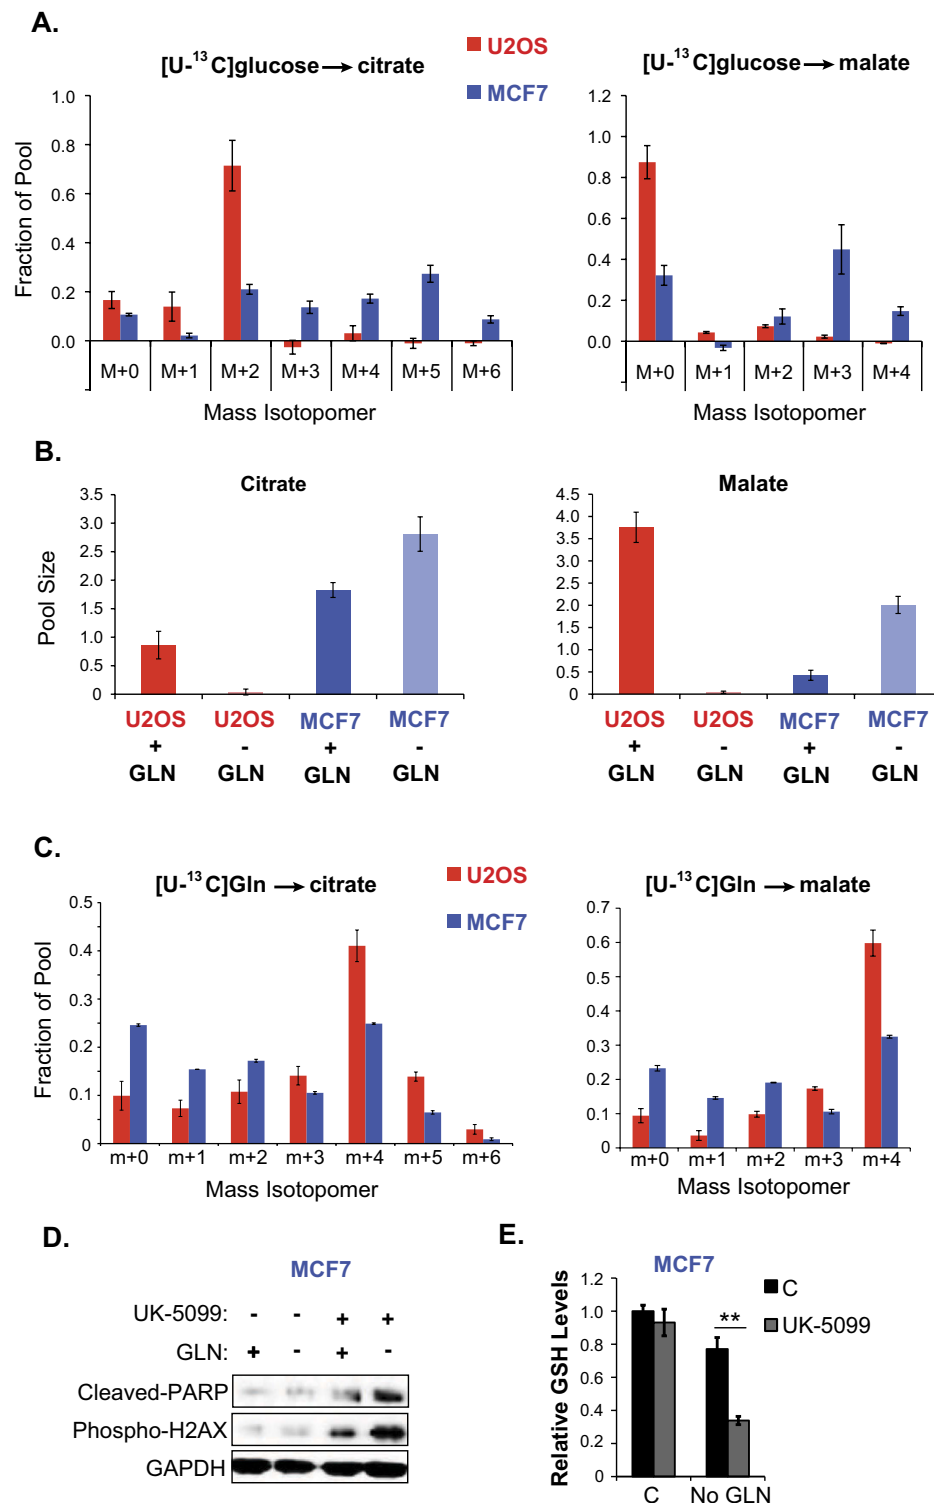 A.
U2OS
MCF7
[U-¹³C]glucose → citrate
Fraction of Pool
1.0
0.8
0.6
0.4
0.2
0.0
M+0 M+1 M+2 M+3 M+4 M+5 M+6
Mass Isotopomer
[U-¹³C]glucose → malate
1.2
1.0
0.8
0.6
0.4
0.2
0.0
M+0 M+1 M+2 M+3 M+4
Mass Isotopomer
B.
Citrate
Pool Size
3.5
3.0
2.5
2.0
1.5
1.0
0.5
0
U2OS U2OS MCF7 MCF7
+ - + -
GLN GLN GLN GLN
Malate
4.5
4.0
3.5
3.0
2.5
2.0
1.5
1.0
0.5
0
U2OS U2OS MCF7 MCF7
+ - + -
GLN GLN GLN GLN
C.
U2OS
MCF7
[U-¹³C]Gln → citrate
Fraction of Pool
0.5
0.4
0.3
0.2
0.1
0
m+0 m+1 m+2 m+3 m+4 m+5 m+6
Mass Isotopomer
[U-¹³C]Gln → malate
0.7
0.6
0.5
0.4
0.3
0.2
0.1
0
m+0 m+1 m+2 m+3 m+4
Mass Isotopomer
D.
MCF7
UK-5099: - - + +
GLN: + - + -
Cleaved-PARP
Phospho-H2AX
GAPDH
E.
MCF7
C
UK-5099
Relative GSH Levels
1.2
1.0
0.8
0.6
0.4
0.2
0
**
C No GLN